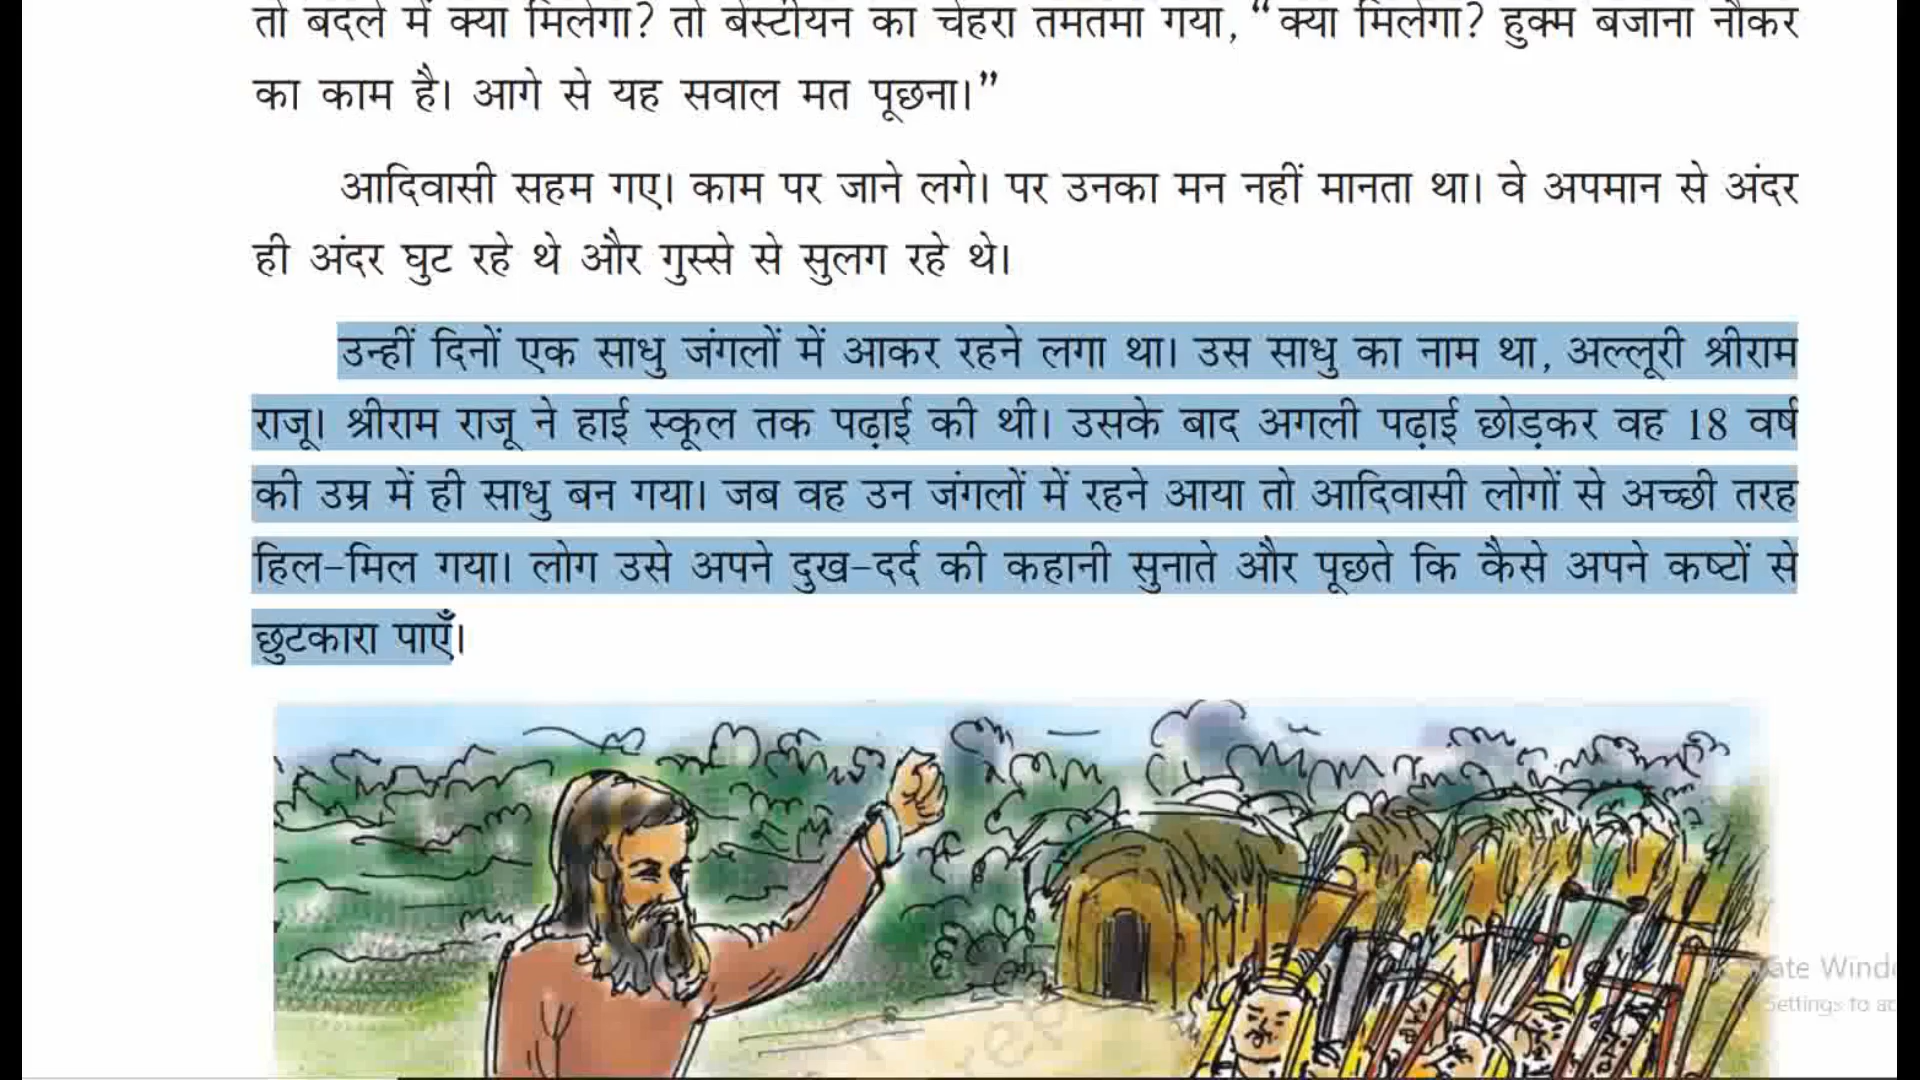 तो बदले में क्या मिलेगा? तो बेस्टीयन का चेहरा तमतमा गया, “क्या मिलेगा? हुक्म बजाना नौकर
का काम है। आगे से यह सवाल मत पूछना।”
आदिवासी सहम गए। काम पर जाने लगे। पर उनका मन नहीं मानता था। वे अपमान से अंदर
ही अंदर घुट रहे थे और गुस्से से सुलग रहे थे।
उन्हीं दिनों एक साधु जंगलों में आकर रहने लगा था। उस साधु का नाम था, अल्लूरी श्रीराम
राजू। श्रीराम राजू ने हाई स्कूल तक पढ़ाई की थी। उसके बाद अगली पढ़ाई छोड़कर वह 18 वर्ष
की उम्र में ही साधु बन गया। जब वह उन जंगलों में रहने आया तो आदिवासी लोगों से अच्छी तरह
हिल-मिल गया। लोग उसे अपने दुख-दर्द की कहानी सुनाते और पूछते कि कैसे अपने कष्टों से
छुटकारा पाएँ।
Settings to ac